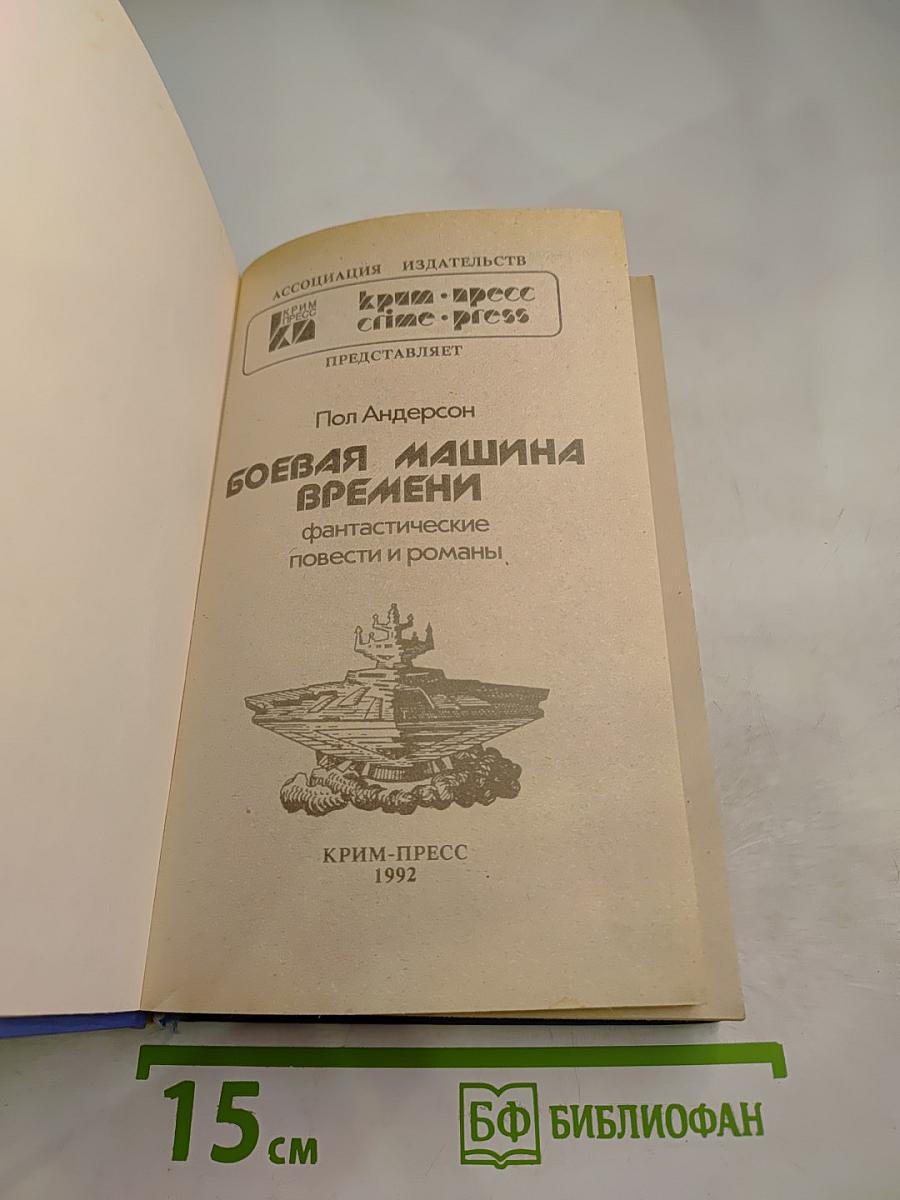 АССОЦИАЦИЯ ИЗДАТЕЛЬСТВ
КРИМ
ПРЕСС
кп
крим·пресс
crime·press
ПРЕДСТАВЛЯЕТ
Пол Андерсон
БОЕВАЯ МАШИНА
ВРЕМЕНИ
фантастические
повести и романы
КРИМ-ПРЕСС
1992
15 см
БФ БИБЛИОФАН